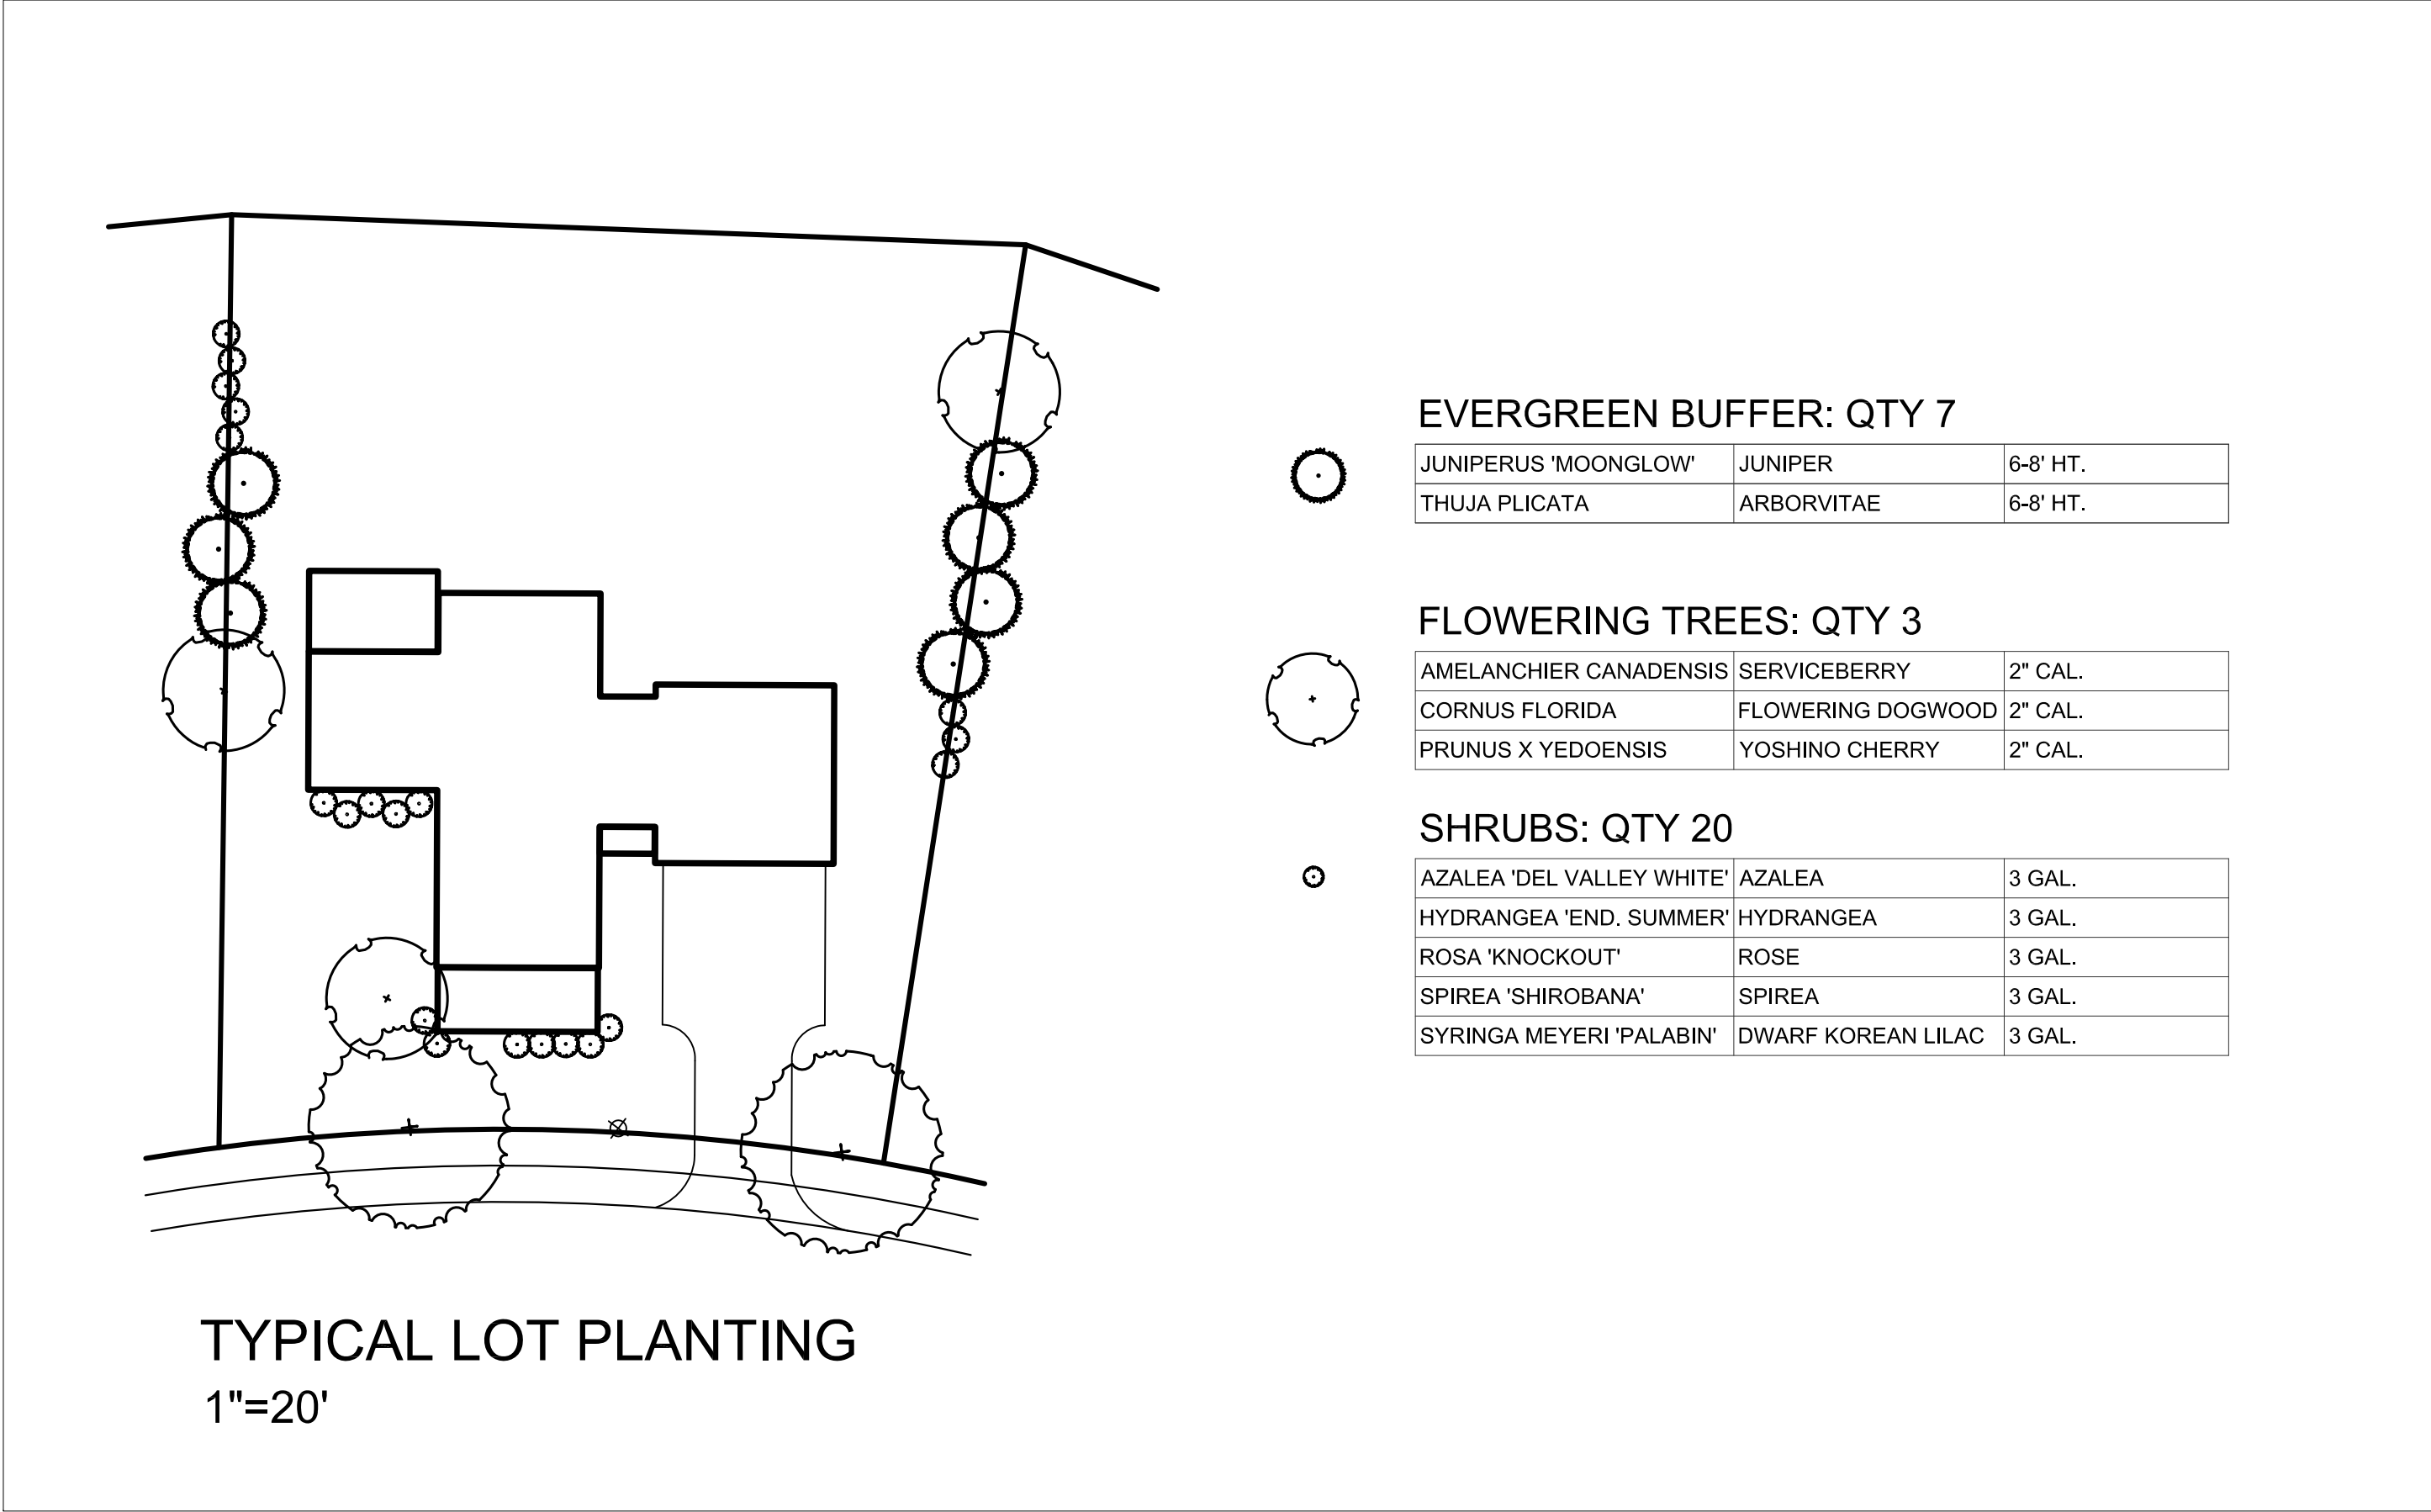 EVERGREEN BUFFER: QTY 7
JUNIPERUS 'MOONGLOW' JUNIPER 6-8' HT.
THUJA PLICATA ARBORVITAE 6-8' HT.
FLOWERING TREES: QTY 3
AMELANCHIER CANADENSIS SERVICEBERRY 2" CAL.
CORNUS FLORIDA FLOWERING DOGWOOD 2" CAL.
PRUNUS X YEDOENSIS YOSHINO CHERRY 2" CAL.
SHRUBS: QTY 20
AZALEA 'DEL VALLEY WHITE' AZALEA 3 GAL.
HYDRANGEA 'END. SUMMER' HYDRANGEA 3 GAL.
ROSA 'KNOCKOUT' ROSE 3 GAL.
SPIREA 'SHIROBANA' SPIREA 3 GAL.
SYRINGA MEYERI 'PALABIN' DWARF KOREAN LILAC 3 GAL.
TYPICAL LOT PLANTING
1"=20'